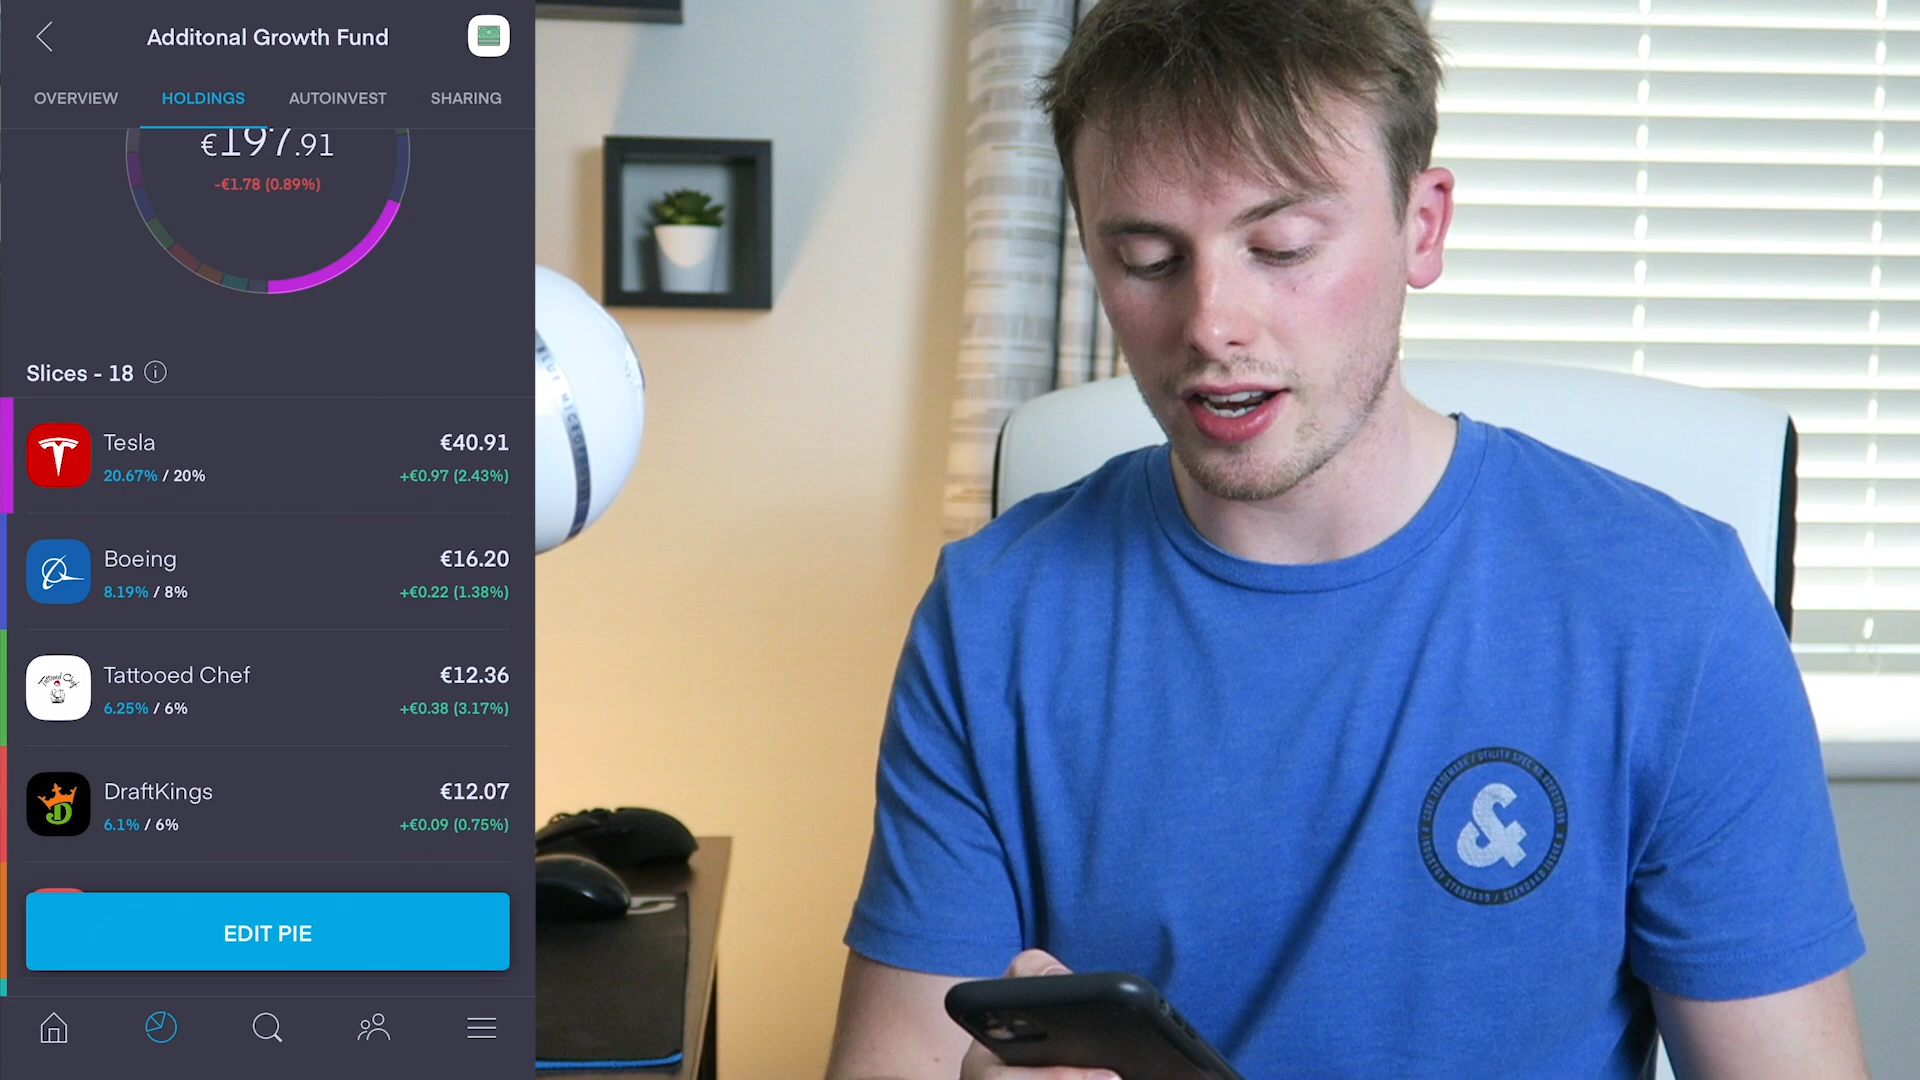 Additonal Growth Fund
OVERVIEW HOLDINGS AUTOINVEST SHARING
€197.91
-€1.78 (0.89%)
Slices - 18
Tesla €40.91
20.67% / 20% +€0.97 (2.43%)
Boeing €16.20
8.19% / 8% +€0.22 (1.38%)
Tattooed Chef
Tattooed Chef €12.36
6.25% / 6% +€0.38 (3.17%)
D
DraftKings €12.07
6.1% / 6% +€0.09 (0.75%)
EDIT PIE
&